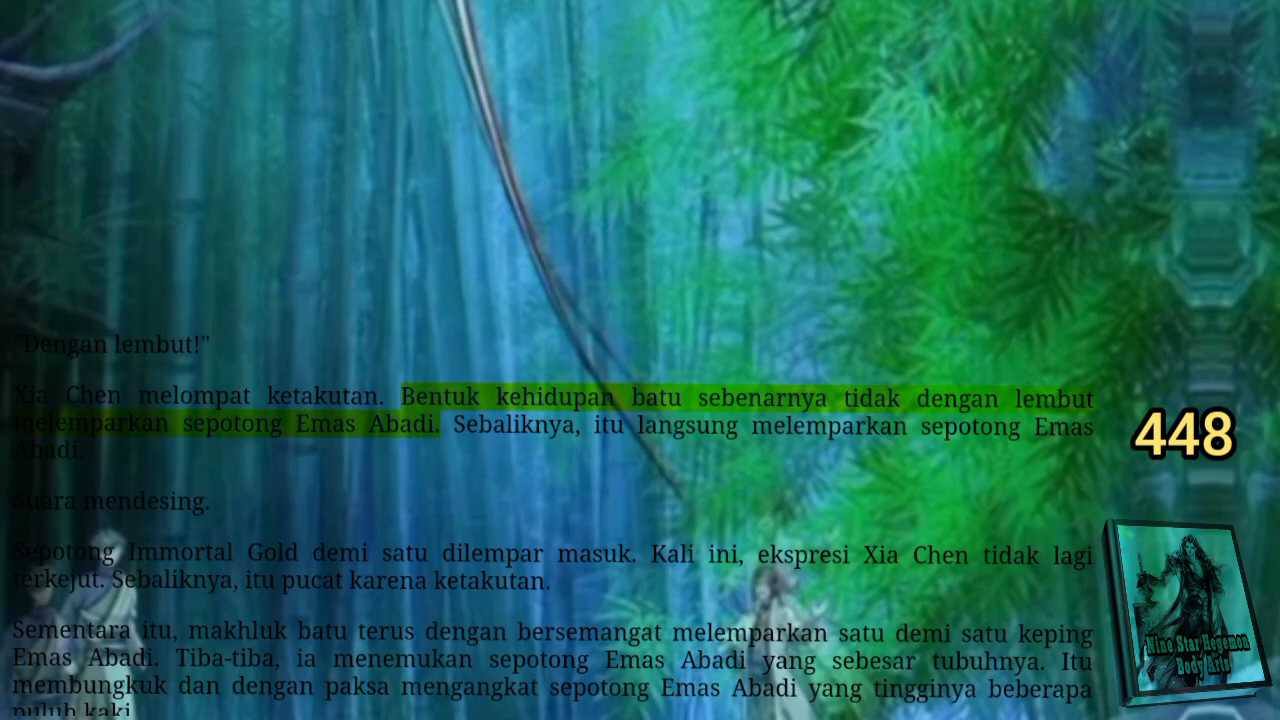 "Dengan lembut!"
Xia Chen melompat ketakutan. Bentuk kehidupan batu sebenarnya tidak dengan lembut
melemparkan sepotong Emas Abadi. Sebaliknya, itu langsung melemparkan sepotong Emas
Abadi.
Suara mendesing.
Sepotong Immortal Gold demi satu dilempar masuk. Kali ini, ekspresi Xia Chen tidak lagi
terkejut. Sebaliknya, itu pucat karena ketakutan.
Sementara itu, makhluk batu terus dengan bersemangat melemparkan satu demi satu keping
Emas Abadi. Tiba-tiba, ia menemukan sepotong Emas Abadi yang sebesar tubuhnya. Itu
membungkuk dan dengan paksa mengangkat sepotong Emas Abadi yang tingginya beberapa
puluh kaki.
448
Nine Star Hegemon
Body Arts